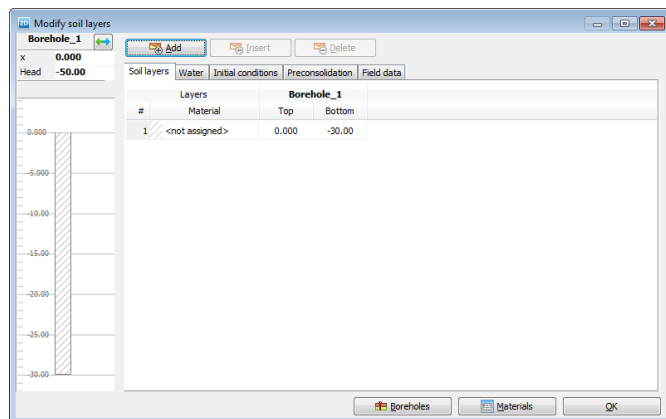 2D Modify soil layers
Borehole_1
x 0.000
Head -50.00
Add Insert Delete
Soil layers Water Initial conditions Preconsolidation Field data
Layers Borehole_1
# Material Top Bottom
1 <not assigned> 0.000 -30.00
0.000
-5.000
-10.00
-15.00
-20.00
-25.00
-30.00
Boreholes Materials OK